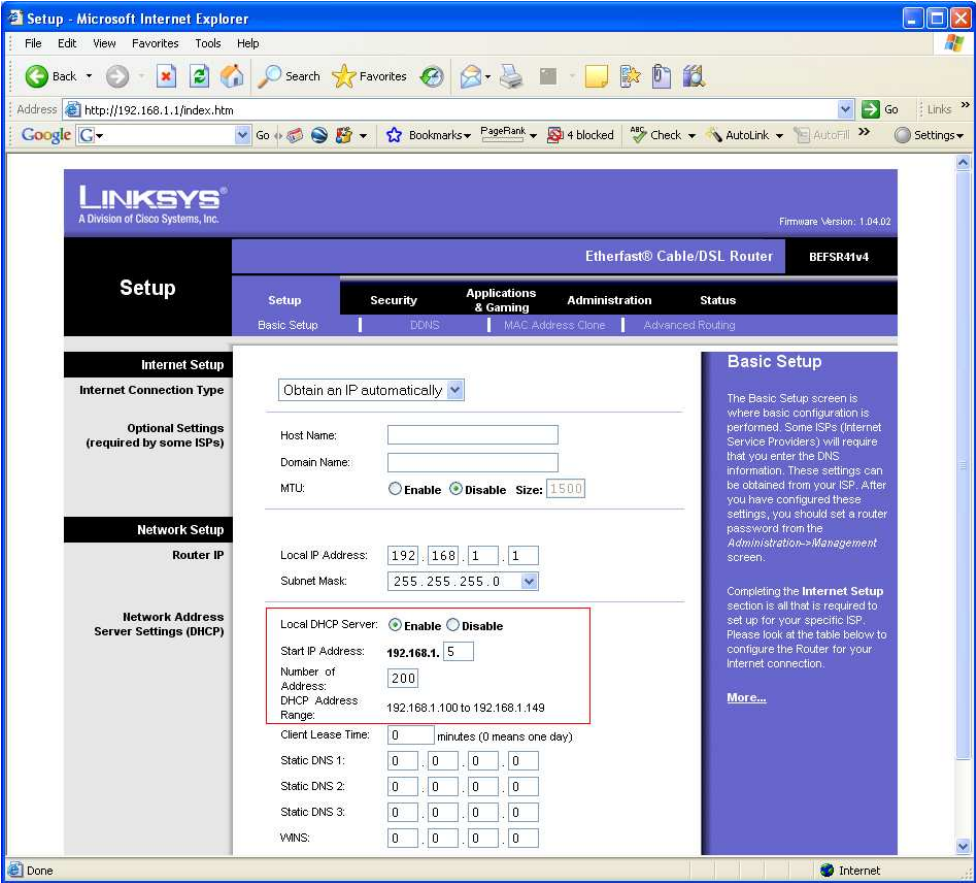 Setup - Microsoft Internet Explorer
File Edit View Favorites Tools Help
Back Search Favorites
Address http://192.168.1.1/index.htm Go Links »
Google G Go Bookmarks PageRank 4 blocked ABC Check AutoLink AutoFill » Settings
LINKSYS®
A Division of Cisco Systems, Inc.
Firmware Version: 1.04.02
Etherfast® Cable/DSL Router BEFSR41v4
Setup
Setup Security Applications & Gaming Administration Status
Basic Setup DDNS MAC Address Clone Advanced Routing
Internet Setup
Internet Connection Type
Obtain an IP automatically
Optional Settings
(required by some ISPs)
Host Name:
Domain Name:
MTU: Enable Disable Size: 1500
Network Setup
Router IP
Local IP Address: 192 . 168 . 1 . 1
Subnet Mask: 255.255.255.0
Network Address
Server Settings (DHCP)
Local DHCP Server: Enable Disable
Start IP Address: 192.168.1. 5
Number of
Address: 200
DHCP Address
Range: 192.168.1.100 to 192.168.1.149
Client Lease Time: 0 minutes (0 means one day)
Static DNS 1: 0 . 0 . 0 . 0
Static DNS 2: 0 . 0 . 0 . 0
Static DNS 3: 0 . 0 . 0 . 0
WINS: 0 . 0 . 0 . 0
Basic Setup
The Basic Setup screen is
where basic configuration is
performed. Some ISPs (Internet
Service Providers) will require
that you enter the DNS
information. These settings can
be obtained from your ISP. After
you have configured these
settings, you should set a router
password from the
Administration->Management
screen.
Completing the Internet Setup
section is all that is required to
set up for your specific ISP.
Please look at the table below to
configure the Router for your
Internet connection.
More...
Done Internet